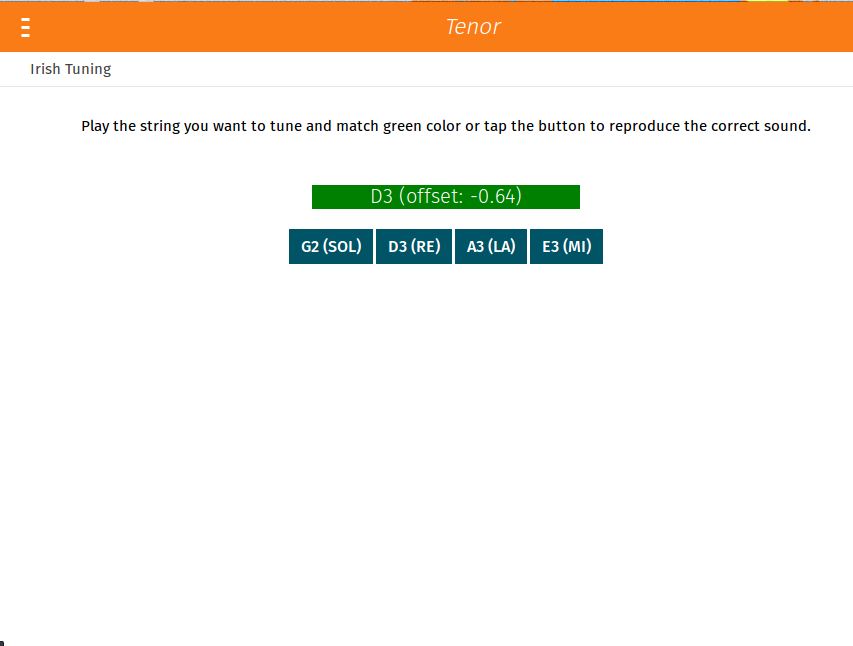 Tenor
Irish Tuning
Play the string you want to tune and match green color or tap the button to reproduce the correct sound.
D3 (offset: -0.64)
G2 (SOL) D3 (RE) A3 (LA) E3 (MI)